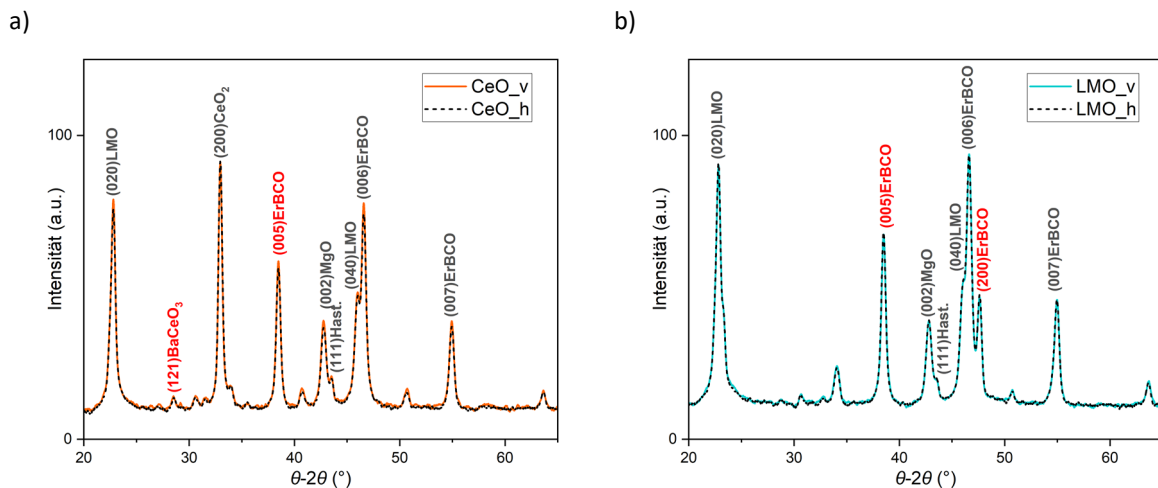 a)
CeO_v
CeO_h
Intensität (a.u.)
100
0
(020)LMO
(121)BaCeO₃
(200)CeO₂
(005)ErBCO
(002)MgO
(111)Hast.
(040)LMO
(006)ErBCO
(007)ErBCO
20 30 40 50 60
θ-2θ (°)
b)
LMO_v
LMO_h
Intensität (a.u.)
100
0
(020)LMO
(005)ErBCO
(002)MgO
(111)Hast.
(040)LMO
(006)ErBCO
(200)ErBCO
(007)ErBCO
20 30 40 50 60
θ-2θ (°)